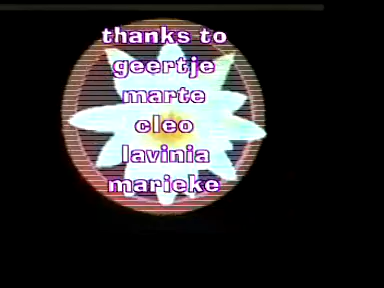 thanks to
geertje
marte
cleo
lavinia
marieke